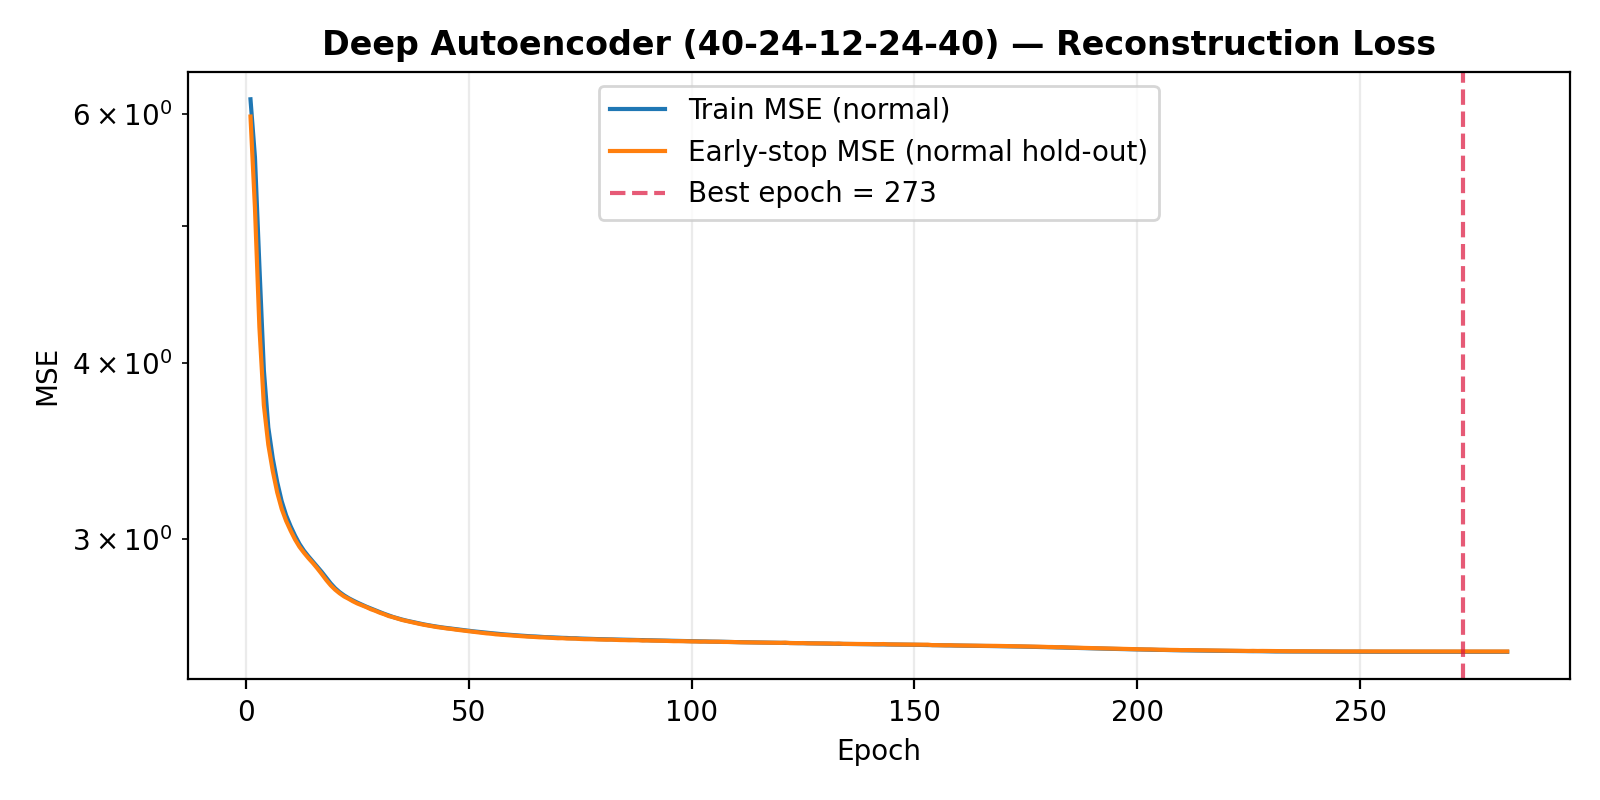 Deep Autoencoder (40-24-12-24-40) — Reconstruction Loss
Train MSE (normal)
Early-stop MSE (normal hold-out)
Best epoch = 273
MSE
6 × 10⁰
4 × 10⁰
3 × 10⁰
0 50 100 150 200 250
Epoch